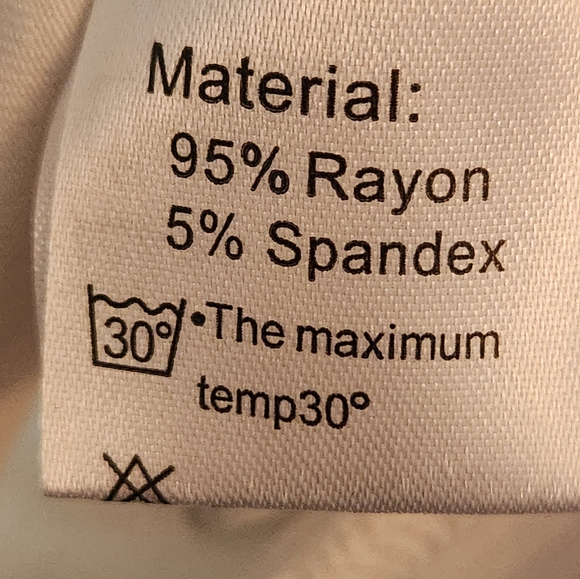 Material:
95% Rayon
5% Spandex
30° •The maximum
temp30°